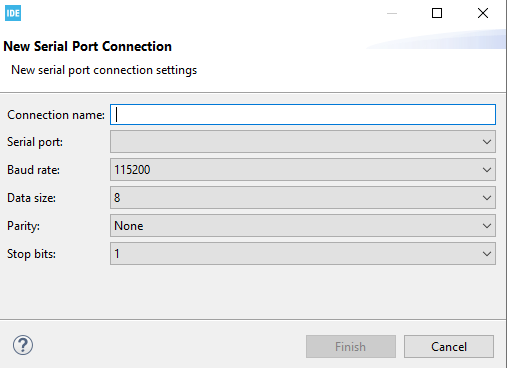 IDE
New Serial Port Connection
New serial port connection settings
Connection name:
Serial port:
Baud rate: 115200
Data size: 8
Parity: None
Stop bits: 1
? Finish Cancel